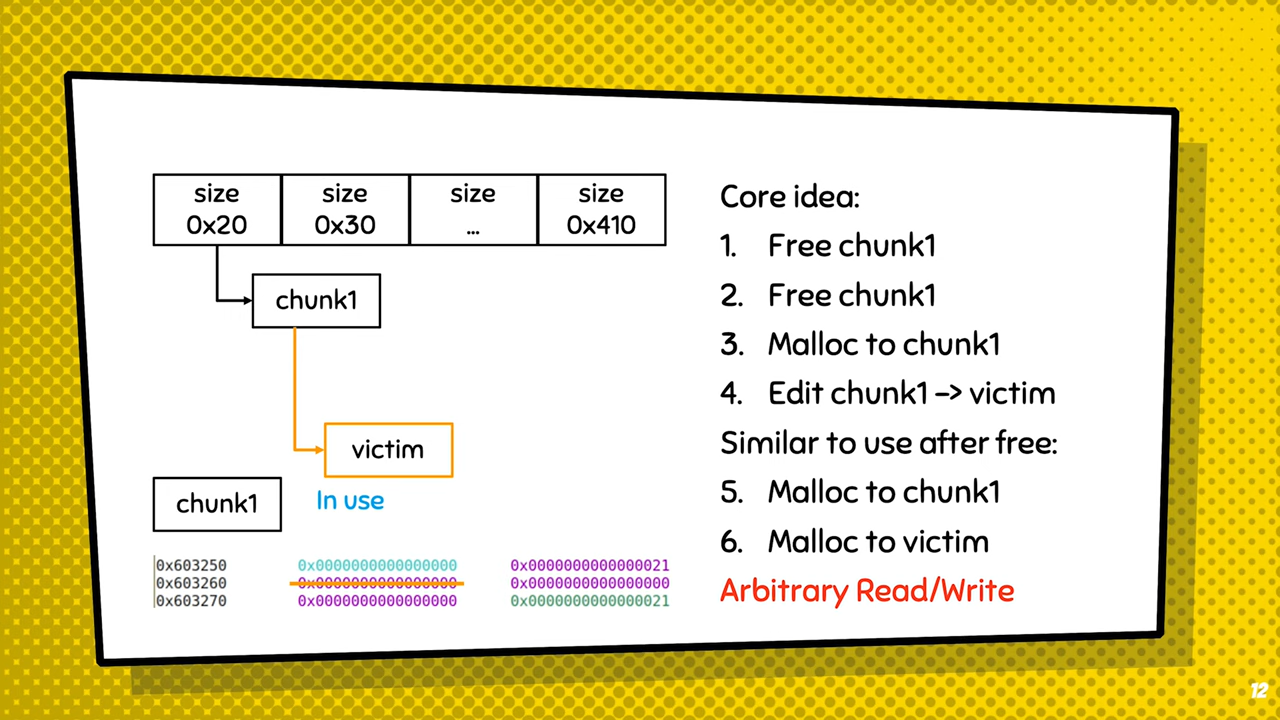 size
0x20
size
0x30
size
...
size
0x410
chunk1
victim
In use
chunk1
0x603250 0x0000000000000000 0x0000000000000021
0x603260 0x0000000000000000 0x0000000000000000
0x603270 0x0000000000000000 0x0000000000000021
Core idea:
1. Free chunk1
2. Free chunk1
3. Malloc to chunk1
4. Edit chunk1 -> victim
Similar to use after free:
5. Malloc to chunk1
6. Malloc to victim
Arbitrary Read/Write
12